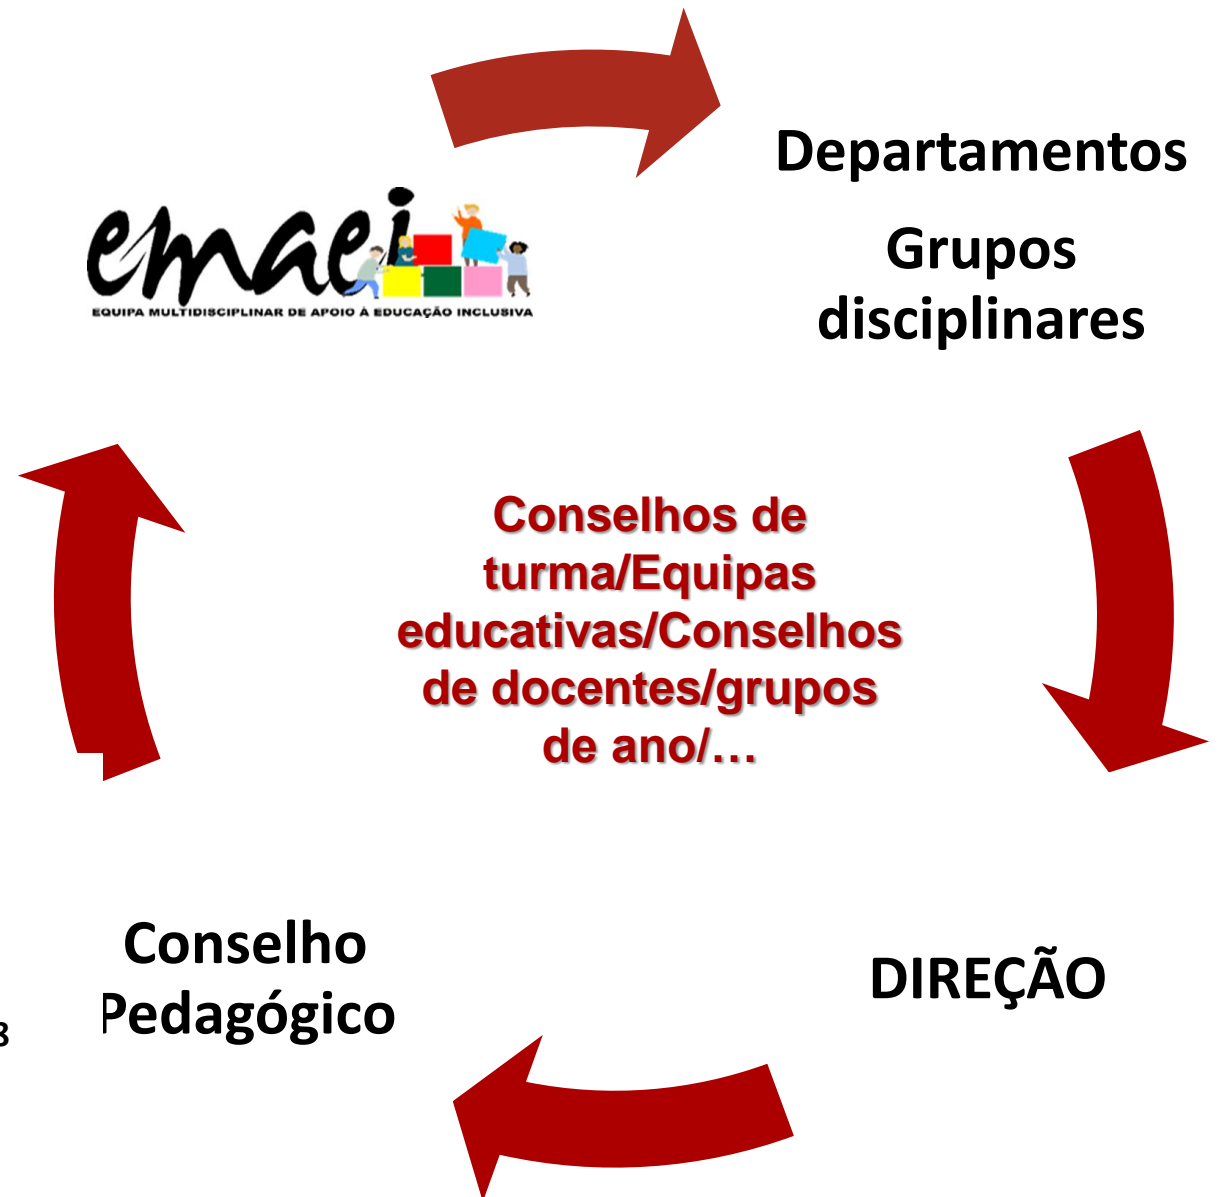 emaei
EQUIPA MULTIDISCIPLINAR DE APOIO À EDUCAÇÃO INCLUSIVA
Departamentos
Grupos
disciplinares
Conselhos de
turma/Equipas
educativas/Conselhos
de docentes/grupos
de ano/…
Conselho
Pedagógico
DIREÇÃO
8